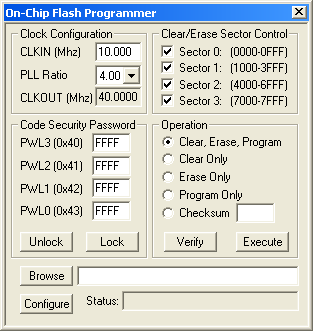 On-Chip Flash Programmer
Clock Configuration
CLKIN (Mhz) 10.000
PLL Ratio 4.00
CLKOUT (Mhz) 40.0000
Clear/Erase Sector Control
Sector 0: (0000-0FFF)
Sector 1: (1000-3FFF)
Sector 2: (4000-6FFF)
Sector 3: (7000-7FFF)
Code Security Password
PWL3 (0x40) FFFF
PWL2 (0x41) FFFF
PWL1 (0x42) FFFF
PWL0 (0x43) FFFF
Unlock Lock
Operation
Clear, Erase, Program
Clear Only
Erase Only
Program Only
Checksum
Verify Execute
Browse
Configure Status: